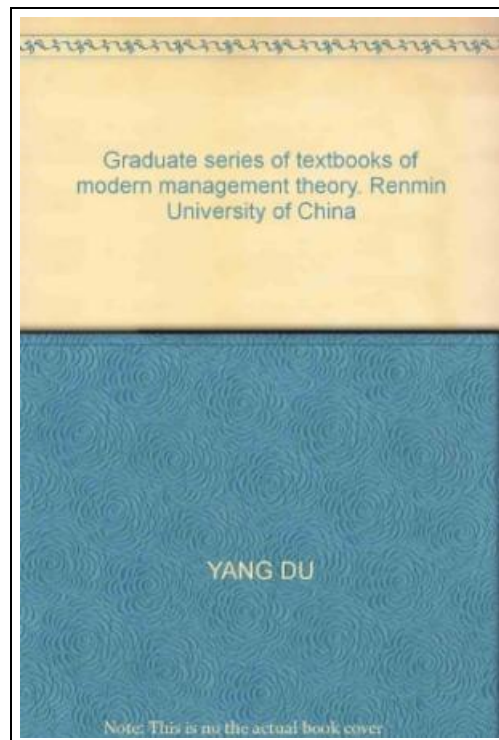 Graduate series of textbooks of
modern management theory. Renmin
University of China
YANG DU
Note: This is nu the actual book cover